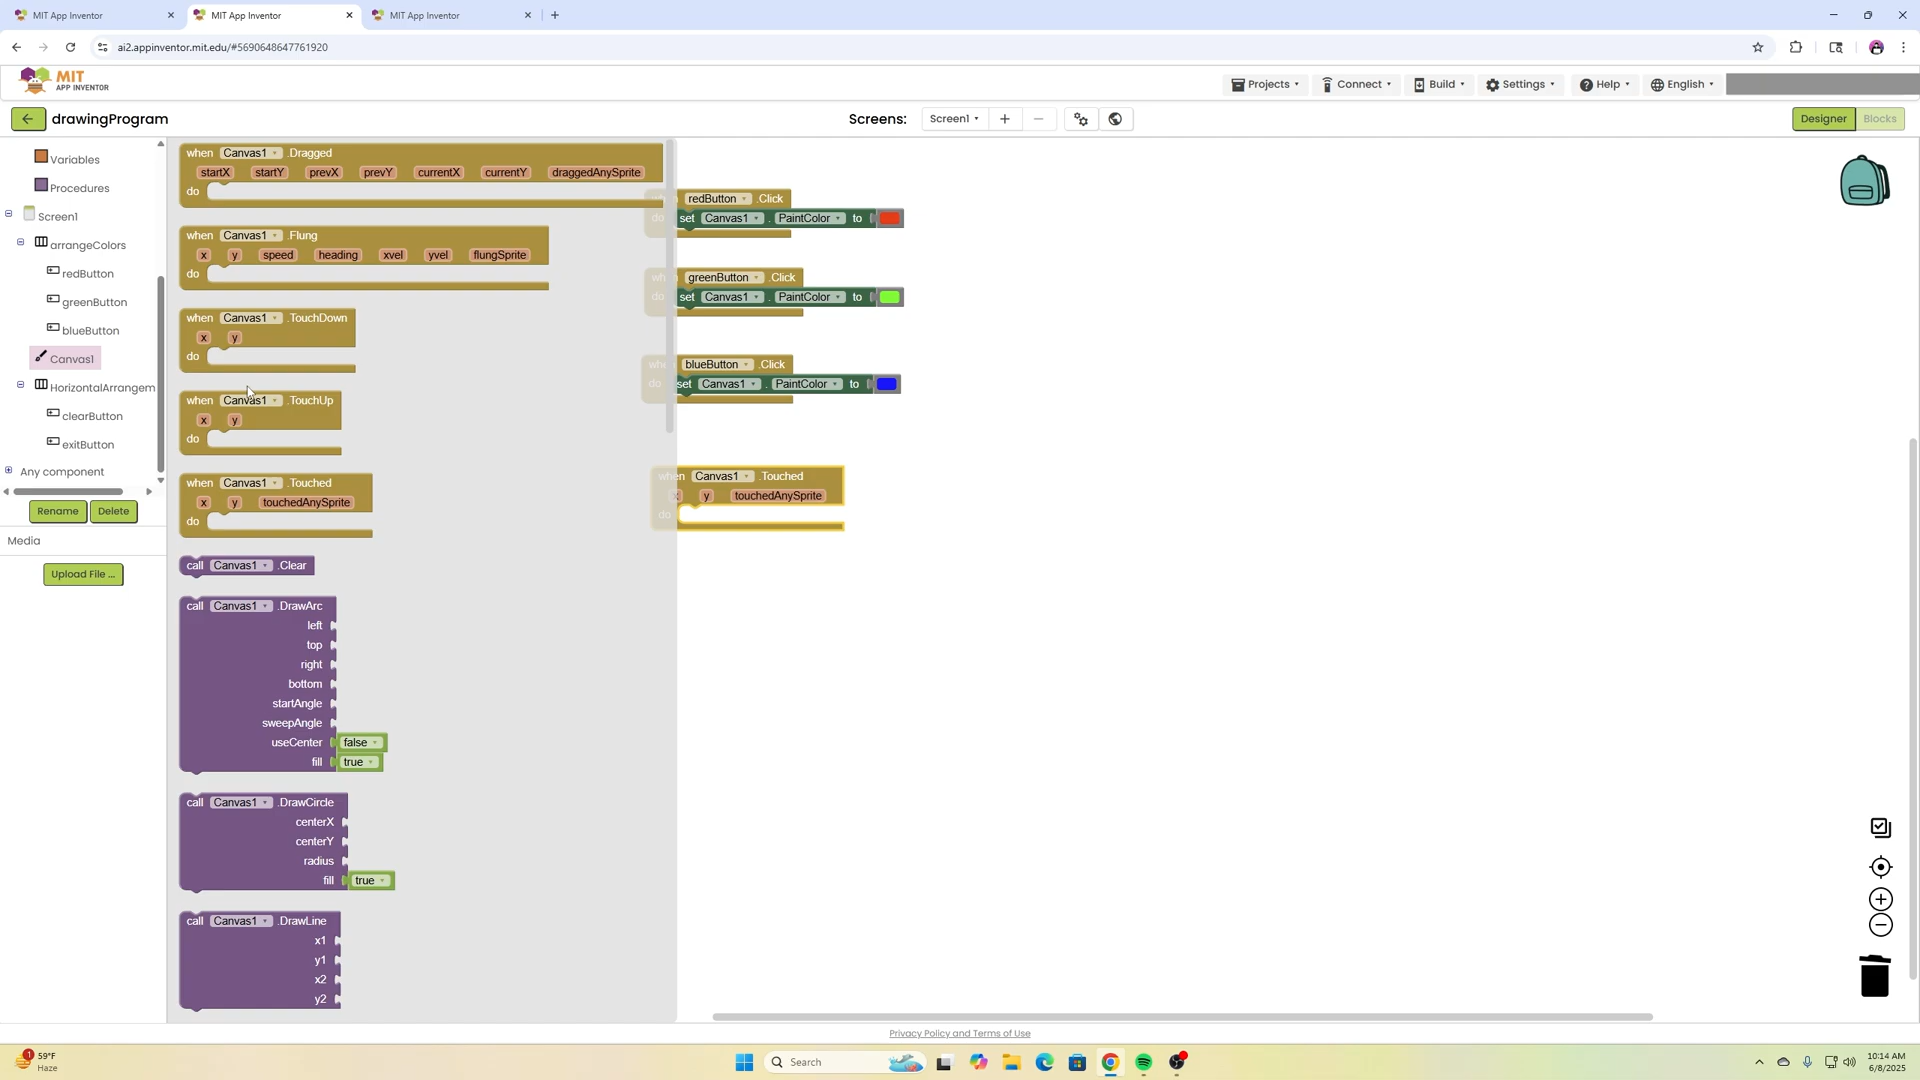 MIT App Inventor
MIT App Inventor
MIT App Inventor
ai2.appinventor.mit.edu/#5690648647761920
MIT
APP INVENTOR
Projects
Connect
Build
Settings
Help
English
drawingProgram
Screens:
Screen1
Designer
Blocks
Variables
Procedures
Screen1
arrangeColors
redButton
greenButton
blueButton
Canvas1
HorizontalArrangem
clearButton
exitButton
Any component
Rename
Delete
Media
Upload File ...
when Canvas1 .Dragged
startX startY prevX prevY currentX currentY draggedAnySprite
do
when Canvas1 .Flung
x y speed heading xvel yvel flungSprite
do
when Canvas1 .TouchDown
x y
do
when Canvas1 .TouchUp
x y
do
when Canvas1 .Touched
x y touchedAnySprite
do
call Canvas1 .Clear
call Canvas1 .DrawArc
left
top
right
bottom
startAngle
sweepAngle
useCenter false
fill true
call Canvas1 .DrawCircle
centerX
centerY
radius
fill true
call Canvas1 .DrawLine
x1
y1
x2
y2
redButton .Click
do set Canvas1 . PaintColor to
when greenButton .Click
do set Canvas1 . PaintColor to
when blueButton .Click
do set Canvas1 . PaintColor to
when Canvas1 .Touched
x y touchedAnySprite
do
Privacy Policy and Terms of Use
1
59°F
Haze
Search
10:14 AM
6/8/2025